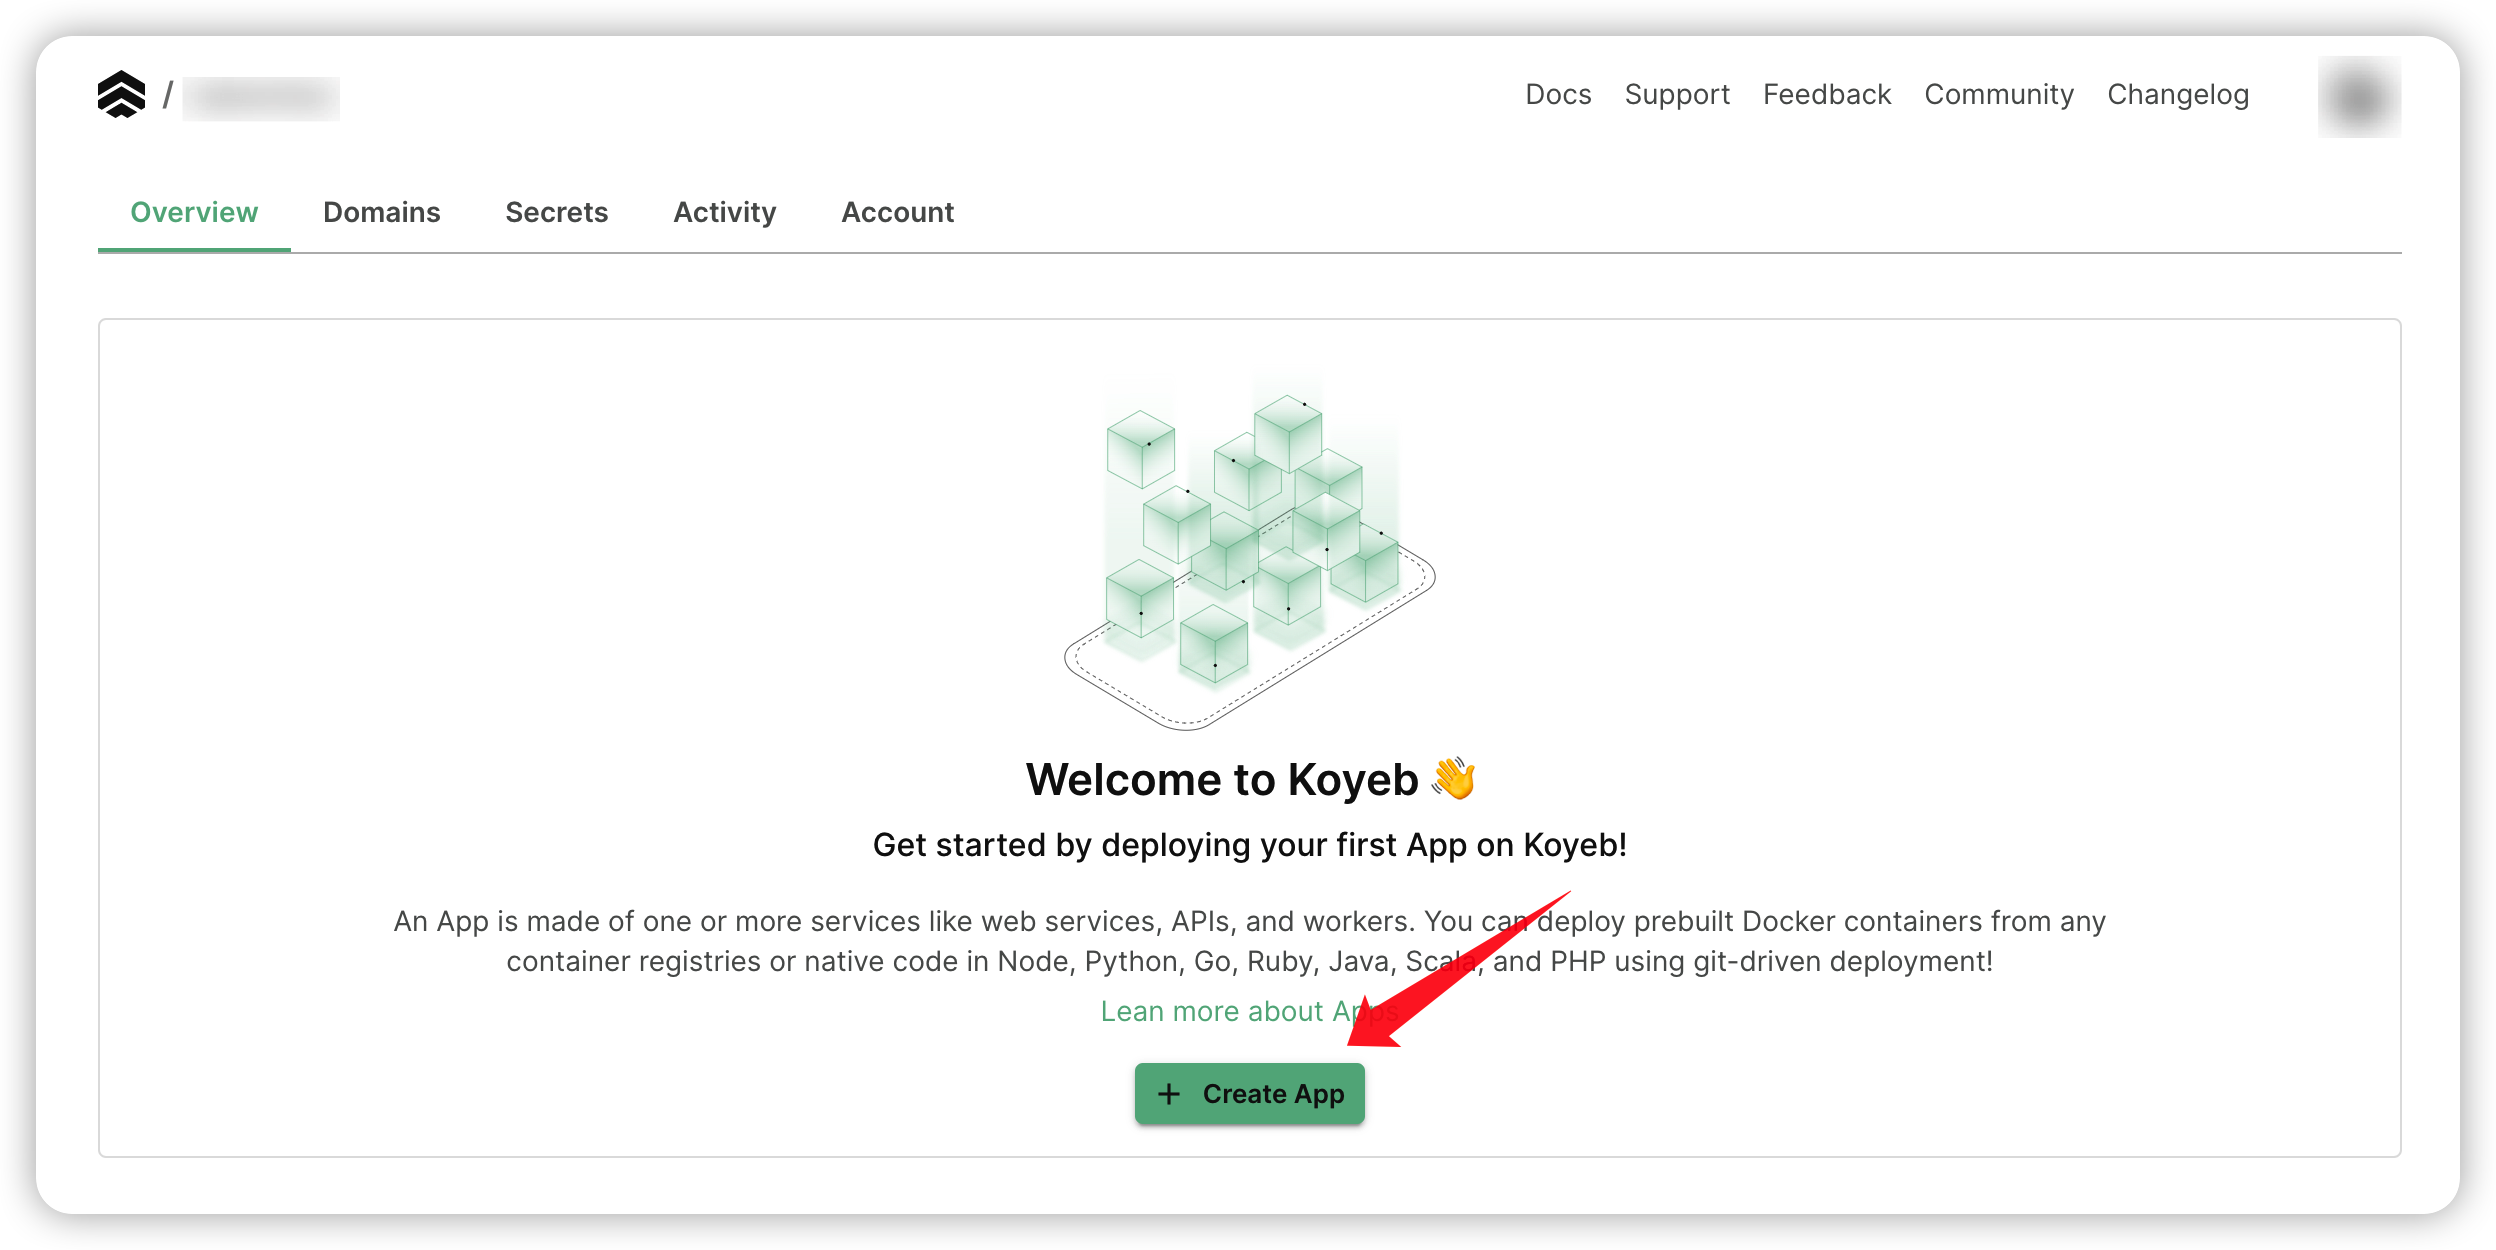 /
Docs Support Feedback Community Changelog
Overview Domains Secrets Activity Account
Welcome to Koyeb 👋
Get started by deploying your first App on Koyeb!
An App is made of one or more services like web services, APIs, and workers. You can deploy prebuilt Docker containers from any
container registries or native code in Node, Python, Go, Ruby, Java, Scala, and PHP using git-driven deployment!
Lean more about Apps
+ Create App